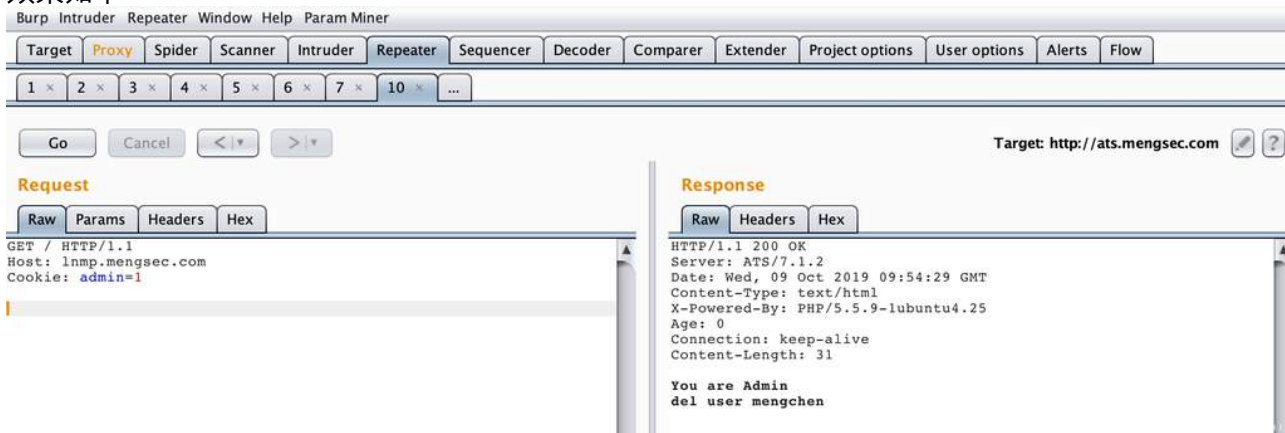 Burp Intruder Repeater Window Help Param Miner
Target Proxy Spider Scanner Intruder Repeater Sequencer Decoder Comparer Extender Project options User options Alerts Flow
1 × 2 × 3 × 4 × 5 × 6 × 7 × 10 × ...
Go Cancel < > Target: http://ats.mengsec.com ?
Request
Raw Params Headers Hex
GET / HTTP/1.1
Host: lnmp.mengsec.com
Cookie: admin=1
Response
Raw Headers Hex
HTTP/1.1 200 OK
Server: ATS/7.1.2
Date: Wed, 09 Oct 2019 09:54:29 GMT
Content-Type: text/html
X-Powered-By: PHP/5.5.9-1ubuntu4.25
Age: 0
Connection: keep-alive
Content-Length: 31
You are Admin
del user mengchen